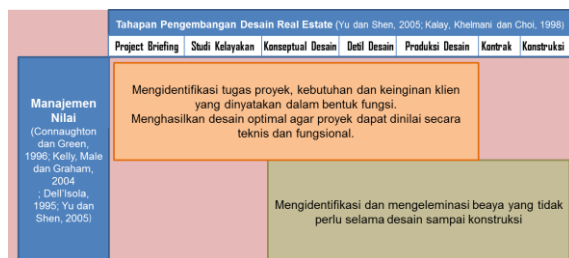 Tahapan Pengembangan Desain Real Estate (Yu dan Shen, 2005; Kalay, Khelmani dan Choi, 1998)
Project Briefing Studi Kelayakan Konseptual Desain Detil Desain Produksi Desain Kontrak Konstruksi
Manajemen
Nilai
(Connaughton
dan Green,
1996; Kelly, Male
dan Graham,
2004
; Dell'Isola,
1995; Yu dan
Shen, 2005)
Mengidentifikasi tugas proyek, kebutuhan dan keinginan klien
yang dinyatakan dalam bentuk fungsi.
Menghasilkan desain optimal agar proyek dapat dinilai secara
teknis dan fungsional.
Mengidentifikasi dan mengeleminasi beaya yang tidak
perlu selama desain sampai konstruksi